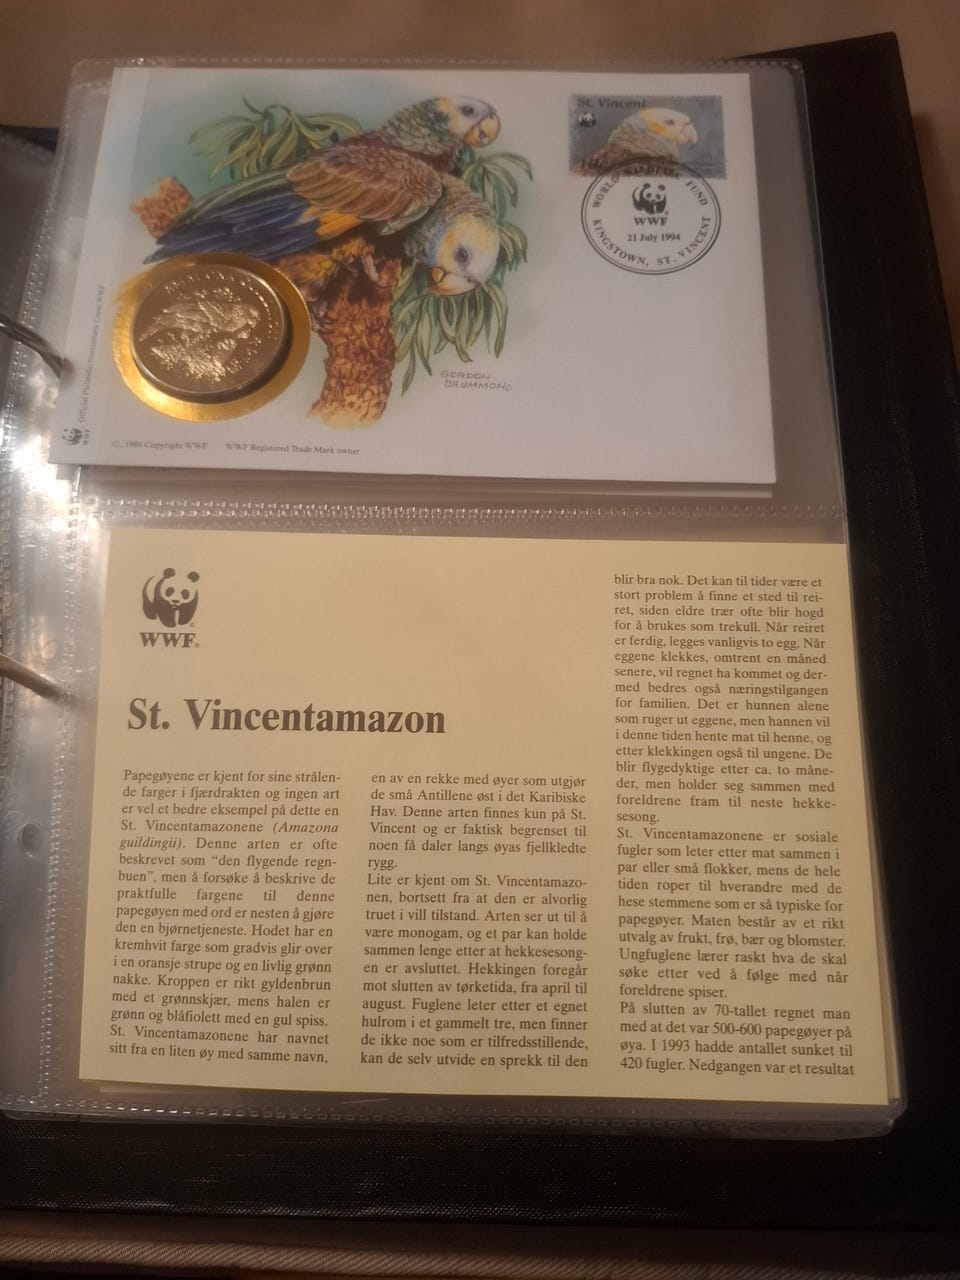 St. Vincent
WORLD WILDLIFE FUND
WWF
21 July 1994
KINGSTOWN, ST. VINCENT
GORDON
DRUMMOND
Official Philatelic Numismatic Cover WWF
WWF
©, 1986 Copyright WWF WWF Registered Trade Mark owner
WWF®
St. Vincentamazon
Papegøyene er kjent for sine strålen-
de farger i fjærdrakten og ingen art
er vel et bedre eksempel på dette en
St. Vincentamazonene (Amazona
guildingii). Denne arten er ofte
beskrevet som "den flygende regn-
buen", men å forsøke å beskrive de
praktfulle fargene til denne
papegøyen med ord er nesten å gjøre
den en bjørnetjeneste. Hodet har en
kremhvit farge som gradvis glir over
i en oransje strupe og en livlig grønn
nakke. Kroppen er rikt gyldenbrun
med et grønnskjær, mens halen er
grønn og blåfiolett med en gul spiss.
St. Vincentamazonene har navnet
sitt fra en liten øy med samme navn,
en av en rekke med øyer som utgjør
de små Antillene øst i det Karibiske
Hav. Denne arten finnes kun på St.
Vincent og er faktisk begrenset til
noen få daler langs øyas fjellkledte
rygg.
Lite er kjent om St. Vincentamazo-
nen, bortsett fra at den er alvorlig
truet i vill tilstand. Arten ser ut til å
være monogam, og et par kan holde
sammen lenge etter at hekkesesong-
en er avsluttet. Hekkingen foregår
mot slutten av tørketida, fra april til
august. Fuglene leter etter et egnet
hulrom i et gammelt tre, men finner
de ikke noe som er tilfredsstillende,
kan de selv utvide en sprekk til den
blir bra nok. Det kan til tider være et
stort problem å finne et sted til rei-
ret, siden eldre trær ofte blir hogd
for å brukes som trekull. Når reiret
er ferdig, legges vanligvis to egg. Når
eggene klekkes, omtrent en måned
senere, vil regnet ha kommet og der-
med bedres også næringstilgangen
for familien. Det er hunnen alene
som ruger ut eggene, men hannen vil
i denne tiden hente mat til henne, og
etter klekkingen også til ungene. De
blir flygedyktige etter ca. to måne-
der, men holder seg sammen med
foreldrene fram til neste hekke-
sesong.
St. Vincentamazonene er sosiale
fugler som leter etter mat sammen i
par eller små flokker, mens de hele
tiden roper til hverandre med de
hese stemmene som er så typiske for
papegøyer. Maten består av et rikt
utvalg av frukt, frø, bær og blomster.
Ungfuglene lærer raskt hva de skal
søke etter ved å følge med når
foreldrene spiser.
På slutten av 70-tallet regnet man
med at det var 500-600 papegøyer på
øya. I 1993 hadde antallet sunket til
420 fugler. Nedgangen var et resultat